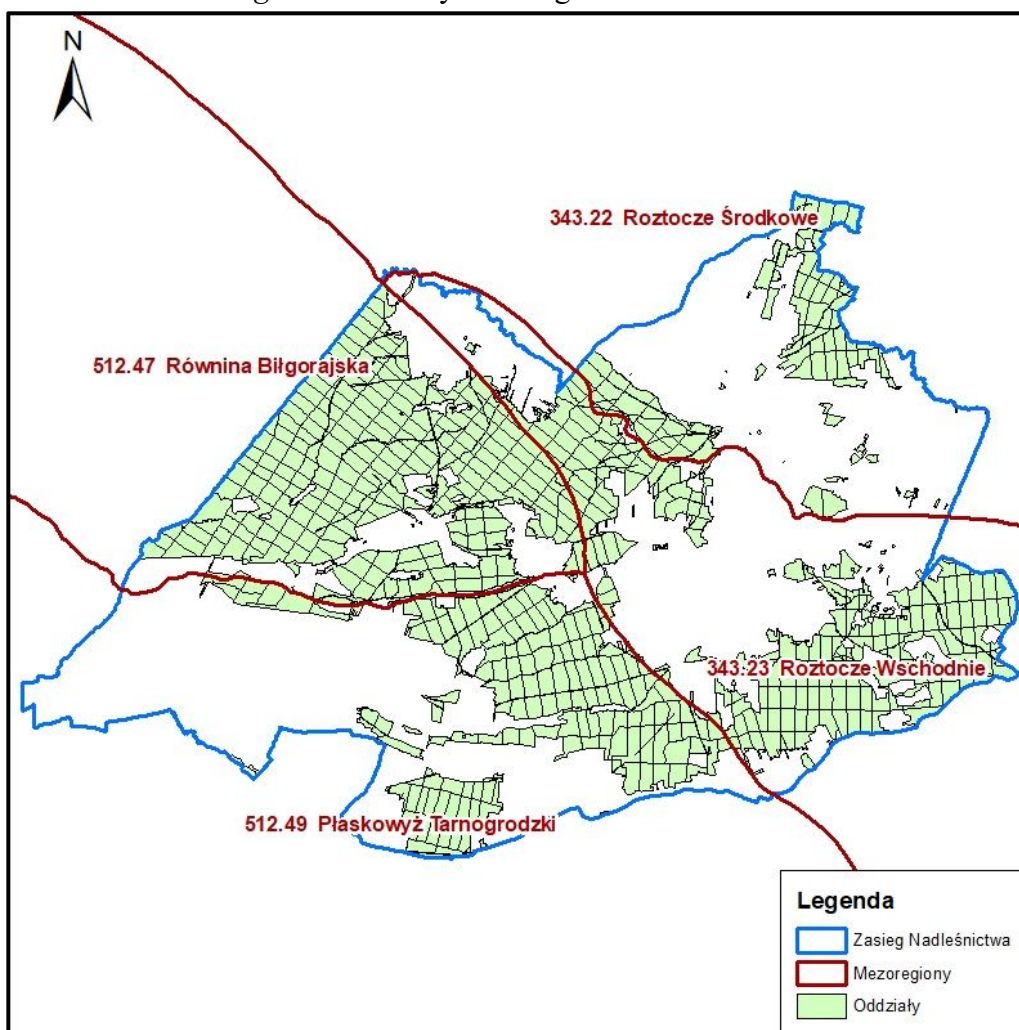 N
343.22 Roztocze Środkowe
512.47 Równina Biłgorajska
343.23 Roztocze Wschodnie
512.49 Płaskowyż Tarnogrodzki
Legenda
Zasięg Nadleśnictwa
Mezoregiony
Oddziały